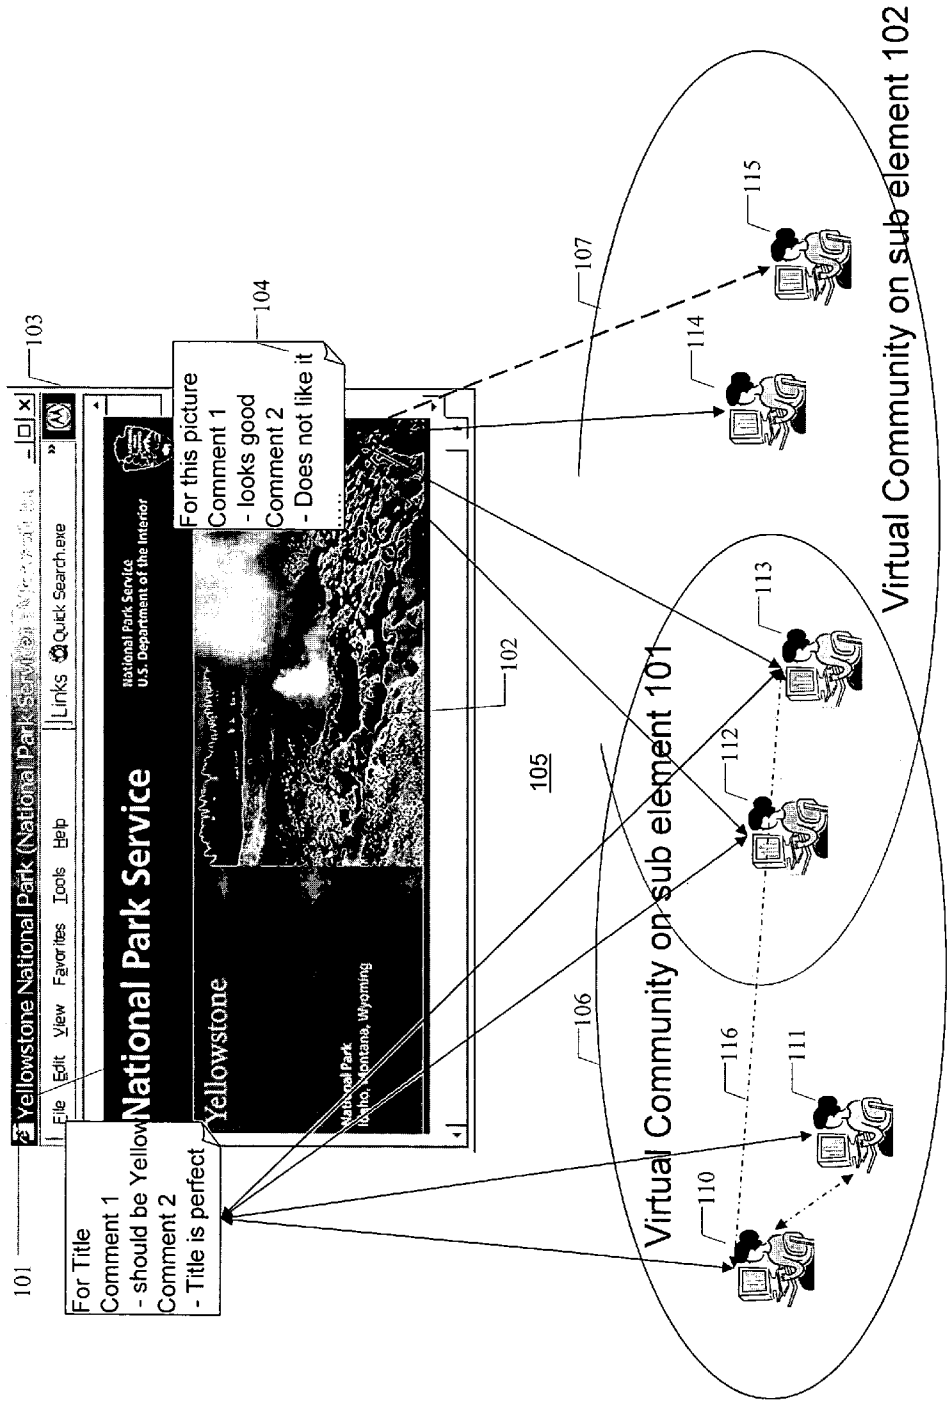 101
For Title
Comment 1
- should be Yellow
Comment 2
- Title is perfect
Yellowstone National Park (National Park Service)
File Edit View Favorites Tools Help
Links Quick Search.exe
»
103
National Park Service
National Park Service
U.S. Department of the Interior
Yellowstone
National Park
Idaho, Montana, Wyoming
For this picture
Comment 1
- looks good
Comment 2
- Does not like it
.....
104
102
105
106
107
Virtual Community on sub element 101
110
111
116
112
113
114
115
Virtual Community on sub element 102